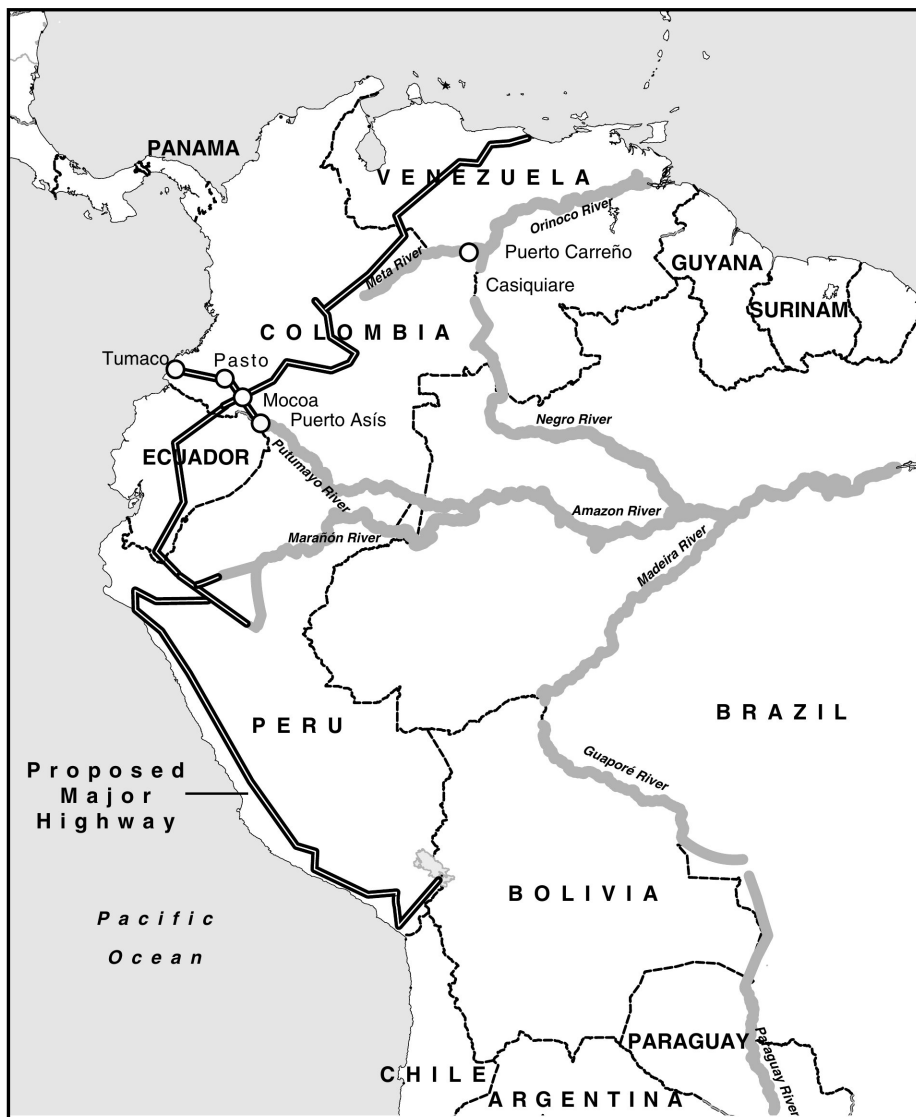 PANAMA
VENEZUELA
Orinoco River
Meta River
Puerto Carreño
Casiquiare
GUYANA
SURINAM
COLOMBIA
Tumaco
Pasto
Mocoa
Puerto Asís
Negro River
ECUADOR
Putumayo River
Amazon River
Marañón River
Madeira River
PERU
BRAZIL
Guaporé River
Proposed
Major
Highway
BOLIVIA
Pacific
Ocean
PARAGUAY
Paraguay River
CHILE
ARGENTINA